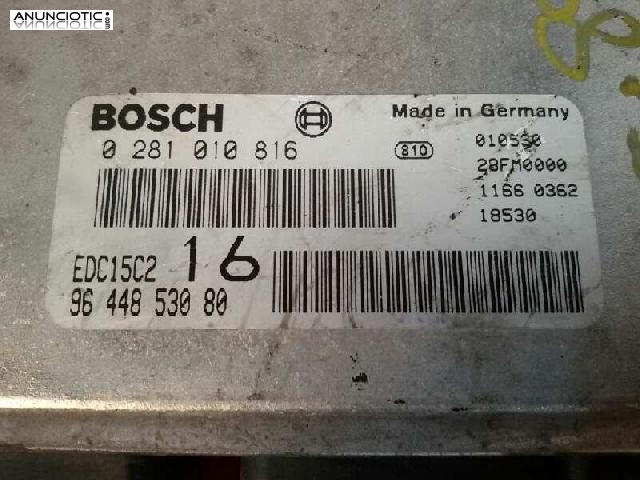 ANUNCIOTIC.com
BOSCH
Made in Germany
0 281 010 816
810
010530
28FM0000
1166 0362
18530
EDC15C2 16
96 448 530 80